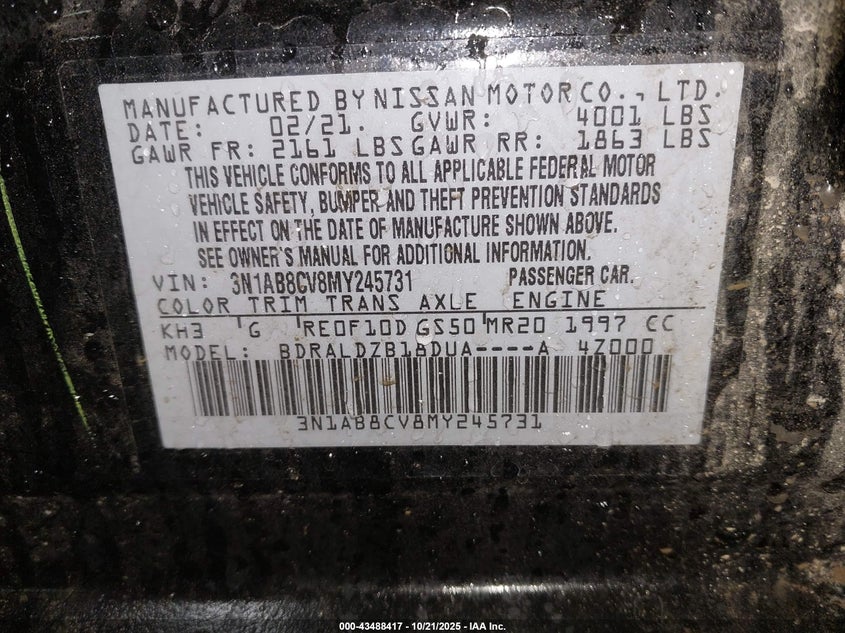 MANUFACTURED BY NISSAN MOTOR CO., LTD.
DATE: 02/21. GVWR: 4001 LBS
GAWR FR: 2161 LBS GAWR RR: 1863 LBS
THIS VEHICLE CONFORMS TO ALL APPLICABLE FEDERAL MOTOR
VEHICLE SAFETY, BUMPER AND THEFT PREVENTION STANDARDS
IN EFFECT ON THE DATE OF MANUFACTURE SHOWN ABOVE.
SEE OWNER'S MANUAL FOR ADDITIONAL INFORMATION.
VIN: 3N1AB8CV8MY245731 PASSENGER CAR.
COLOR TRIM TRANS AXLE ENGINE
KH3 G RE0F10D GS50 MR20 1997 CC
MODEL: BDRALDZB18DUA----A 4Z000
3N1AB8CV8MY245731
000-43488417 - 10/21/2025 - IAA Inc.